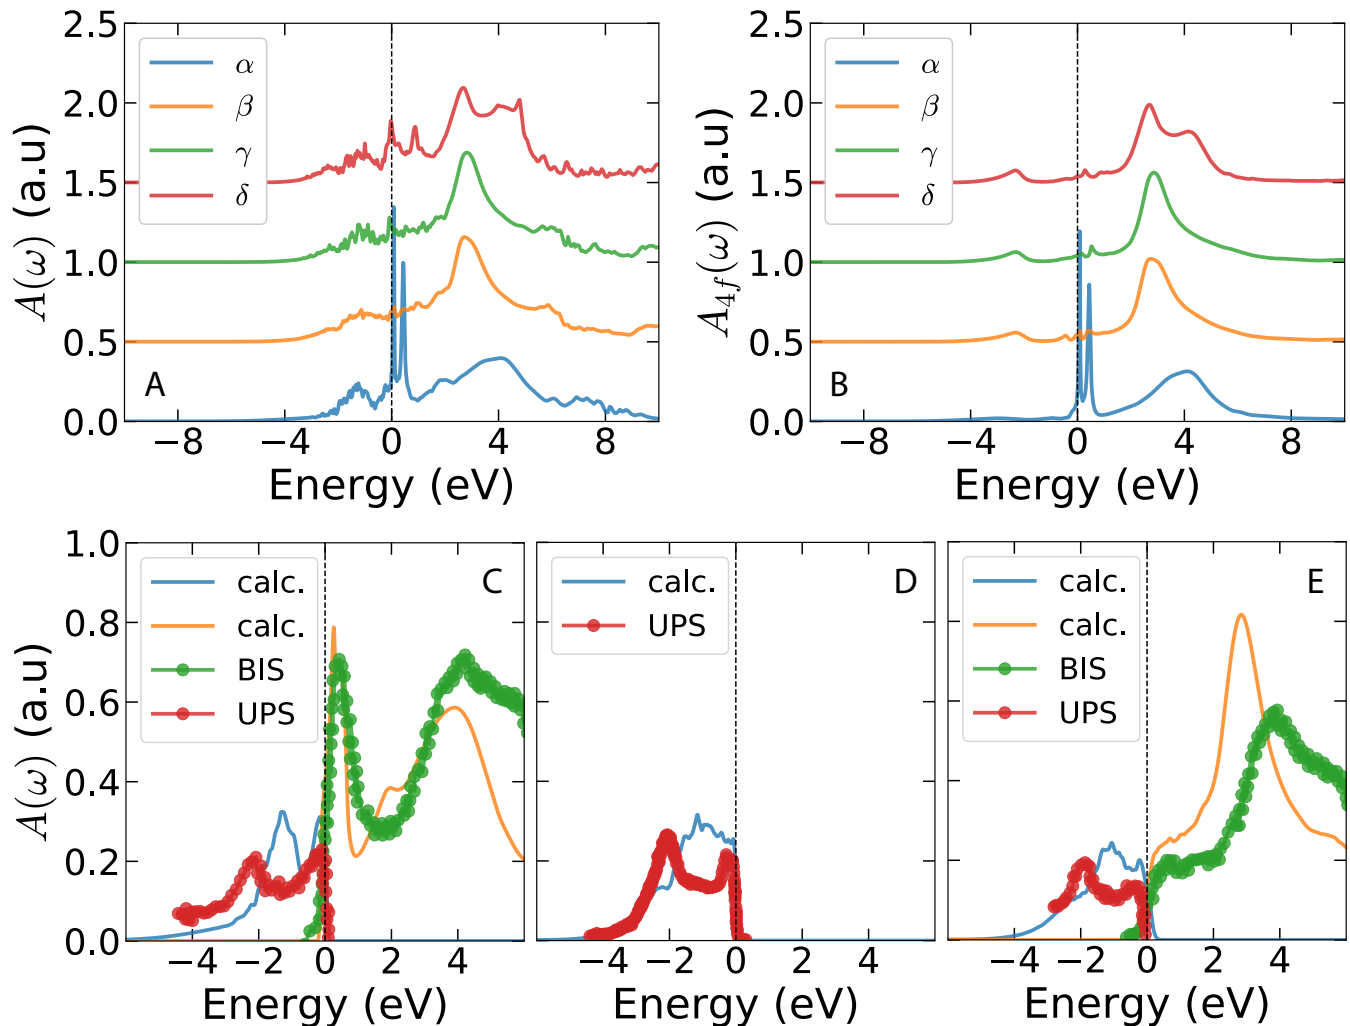 A(ω) (a.u)
2.5
2.0
1.5
1.0
0.5
0.0
α
β
γ
δ
A
−8 −4 0 4 8
Energy (eV)
A4f(ω) (a.u)
2.5
2.0
1.5
1.0
0.5
0.0
α
β
γ
δ
B
−8 −4 0 4 8
Energy (eV)
A(ω) (a.u)
1.0
0.8
0.6
0.4
0.2
0.0
calc.
calc.
BIS
UPS
C
−4 −2 0 2 4
Energy (eV)
calc.
UPS
D
−4 −2 0 2 4
Energy (eV)
calc.
calc.
BIS
UPS
E
−4 −2 0 2 4
Energy (eV)